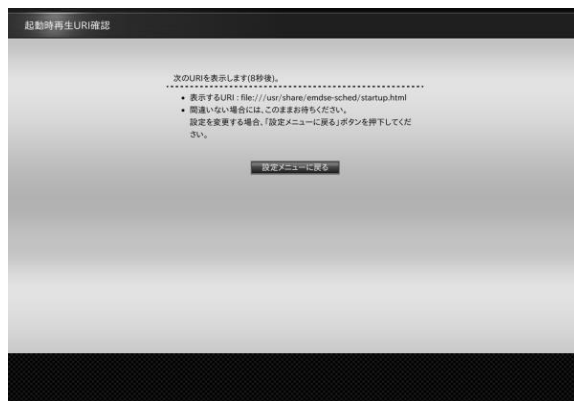 起動時再生URI確認
次のURIを表示します(8秒後)。
• 表示するURI : file:///usr/share/emdse-sched/startup.html
• 間違いない場合には、このままお待ちください。
設定を変更する場合、「設定メニューに戻る」ボタンを押下してくだ
さい。
設定メニューに戻る